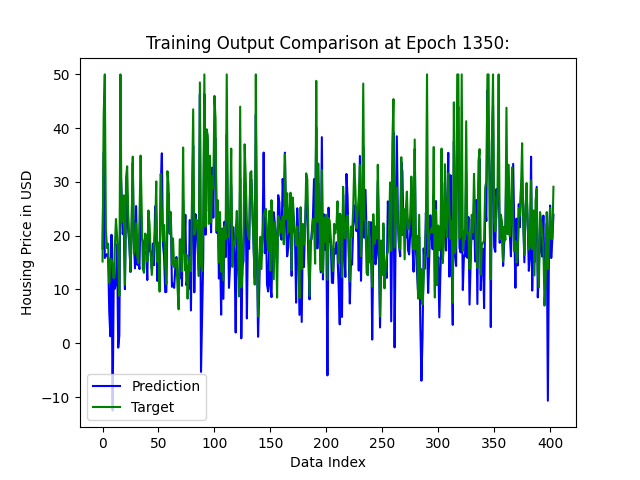 Training Output Comparison at Epoch 1350:
50
40
30
20
10
0
−10
Housing Price in USD
Prediction
Target
0 50 100 150 200 250 300 350 400
Data Index